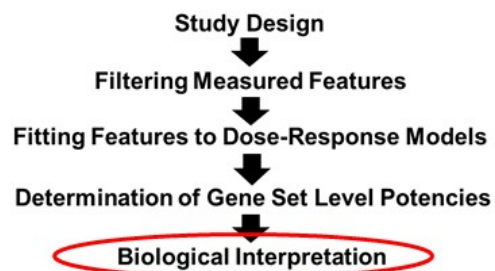 Study Design
Filtering Measured Features
Fitting Features to Dose-Response Models
Determination of Gene Set Level Potencies
Biological Interpretation